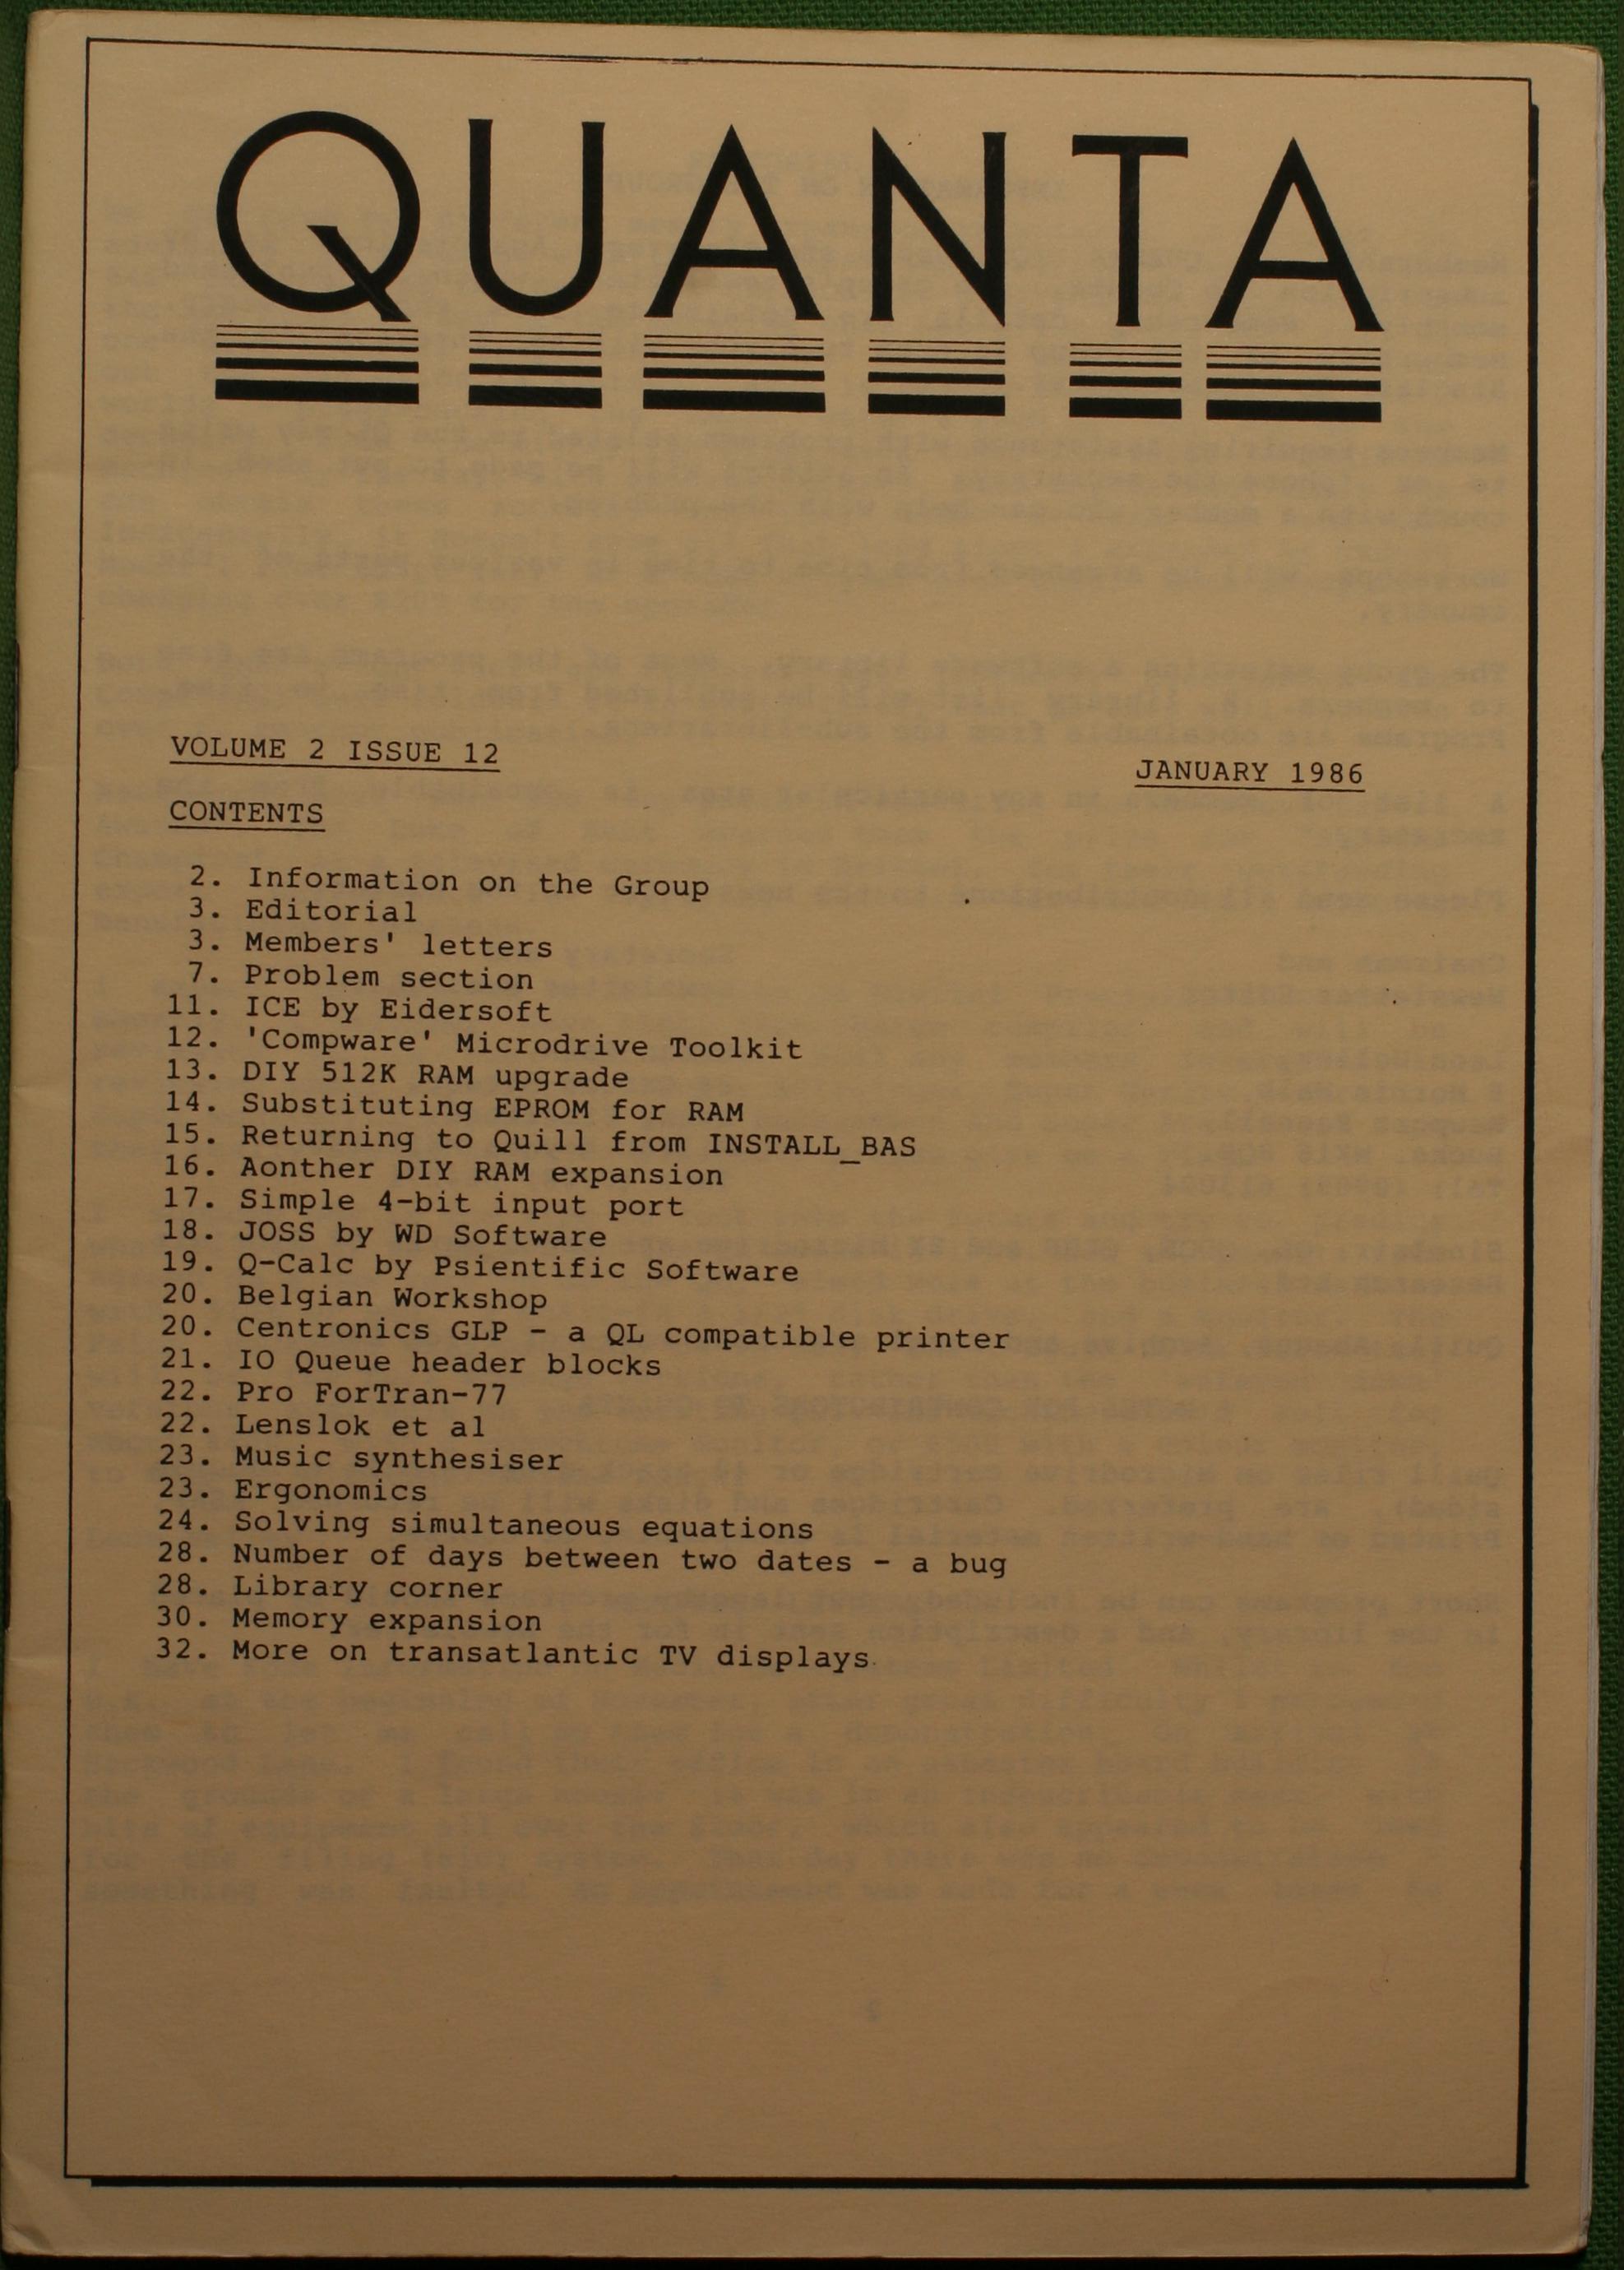 QUANTA
VOLUME 2 ISSUE 12
JANUARY 1986
CONTENTS
2. Information on the Group
3. Editorial
3. Members' letters
7. Problem section
11. ICE by Eidersoft
12. 'Compware' Microdrive Toolkit
13. DIY 512K RAM upgrade
14. Substituting EPROM for RAM
15. Returning to Quill from INSTALL_BAS
16. Aonther DIY RAM expansion
17. Simple 4-bit input port
18. JOSS by WD Software
19. Q-Calc by Psientific Software
20. Belgian Workshop
20. Centronics GLP - a QL compatible printer
21. IO Queue header blocks
22. Pro ForTran-77
22. Lenslok et al
23. Music synthesiser
23. Ergonomics
24. Solving simultaneous equations
28. Number of days between two dates - a bug
28. Library corner
30. Memory expansion
32. More on transatlantic TV displays